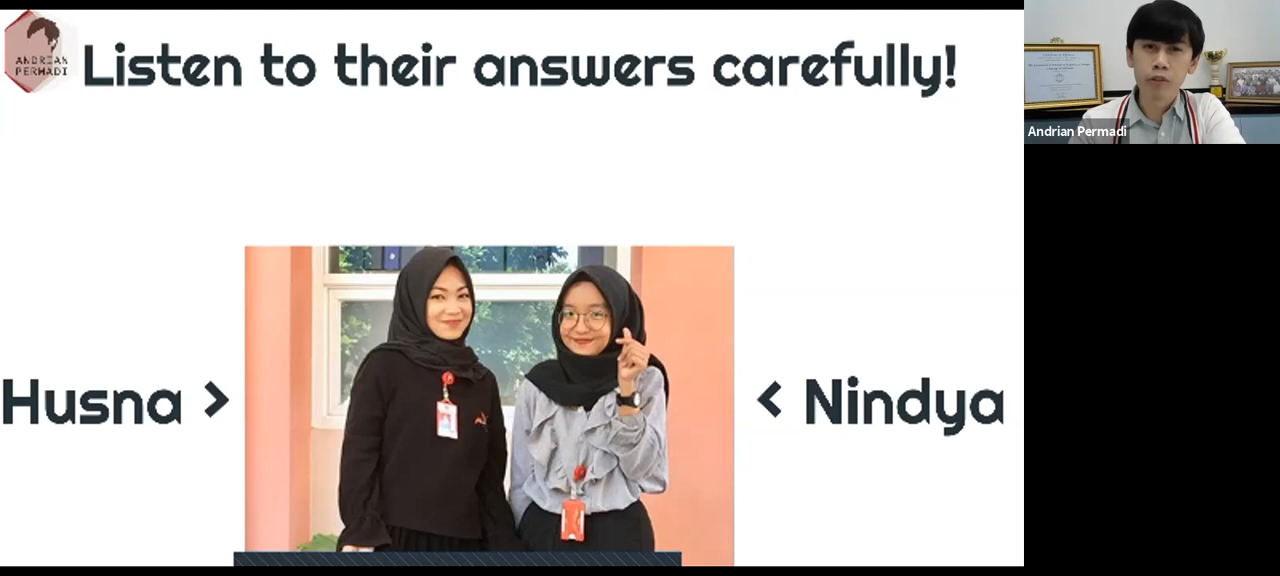 ANDRIAN
PERMADI
Listen to their answers carefully!
Andrian Permadi
Husna >
< Nindya